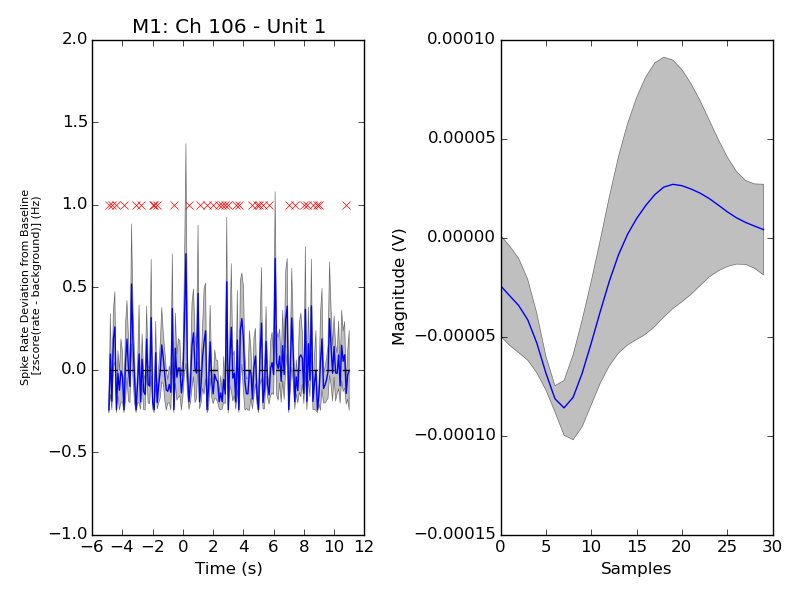 M1: Ch 106 - Unit 1
2.0
1.5
1.0
0.5
0.0
−0.5
−1.0
−6 −4 −2 0 2 4 6 8 10 12
Time (s)
Spike Rate Deviation from Baseline
[zscore(rate - background)] (Hz)
0.00010
0.00005
0.00000
−0.00005
−0.00010
−0.00015
0 5 10 15 20 25 30
Samples
Magnitude (V)